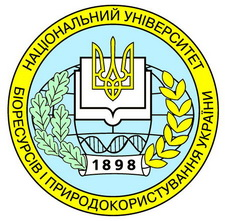 НАЦІОНАЛЬНИЙ УНІВЕРСИТЕТ
БІОРЕСУРСІВ І ПРИРОДОКОРИСТУВАННЯ УКРАЇНИ
1898